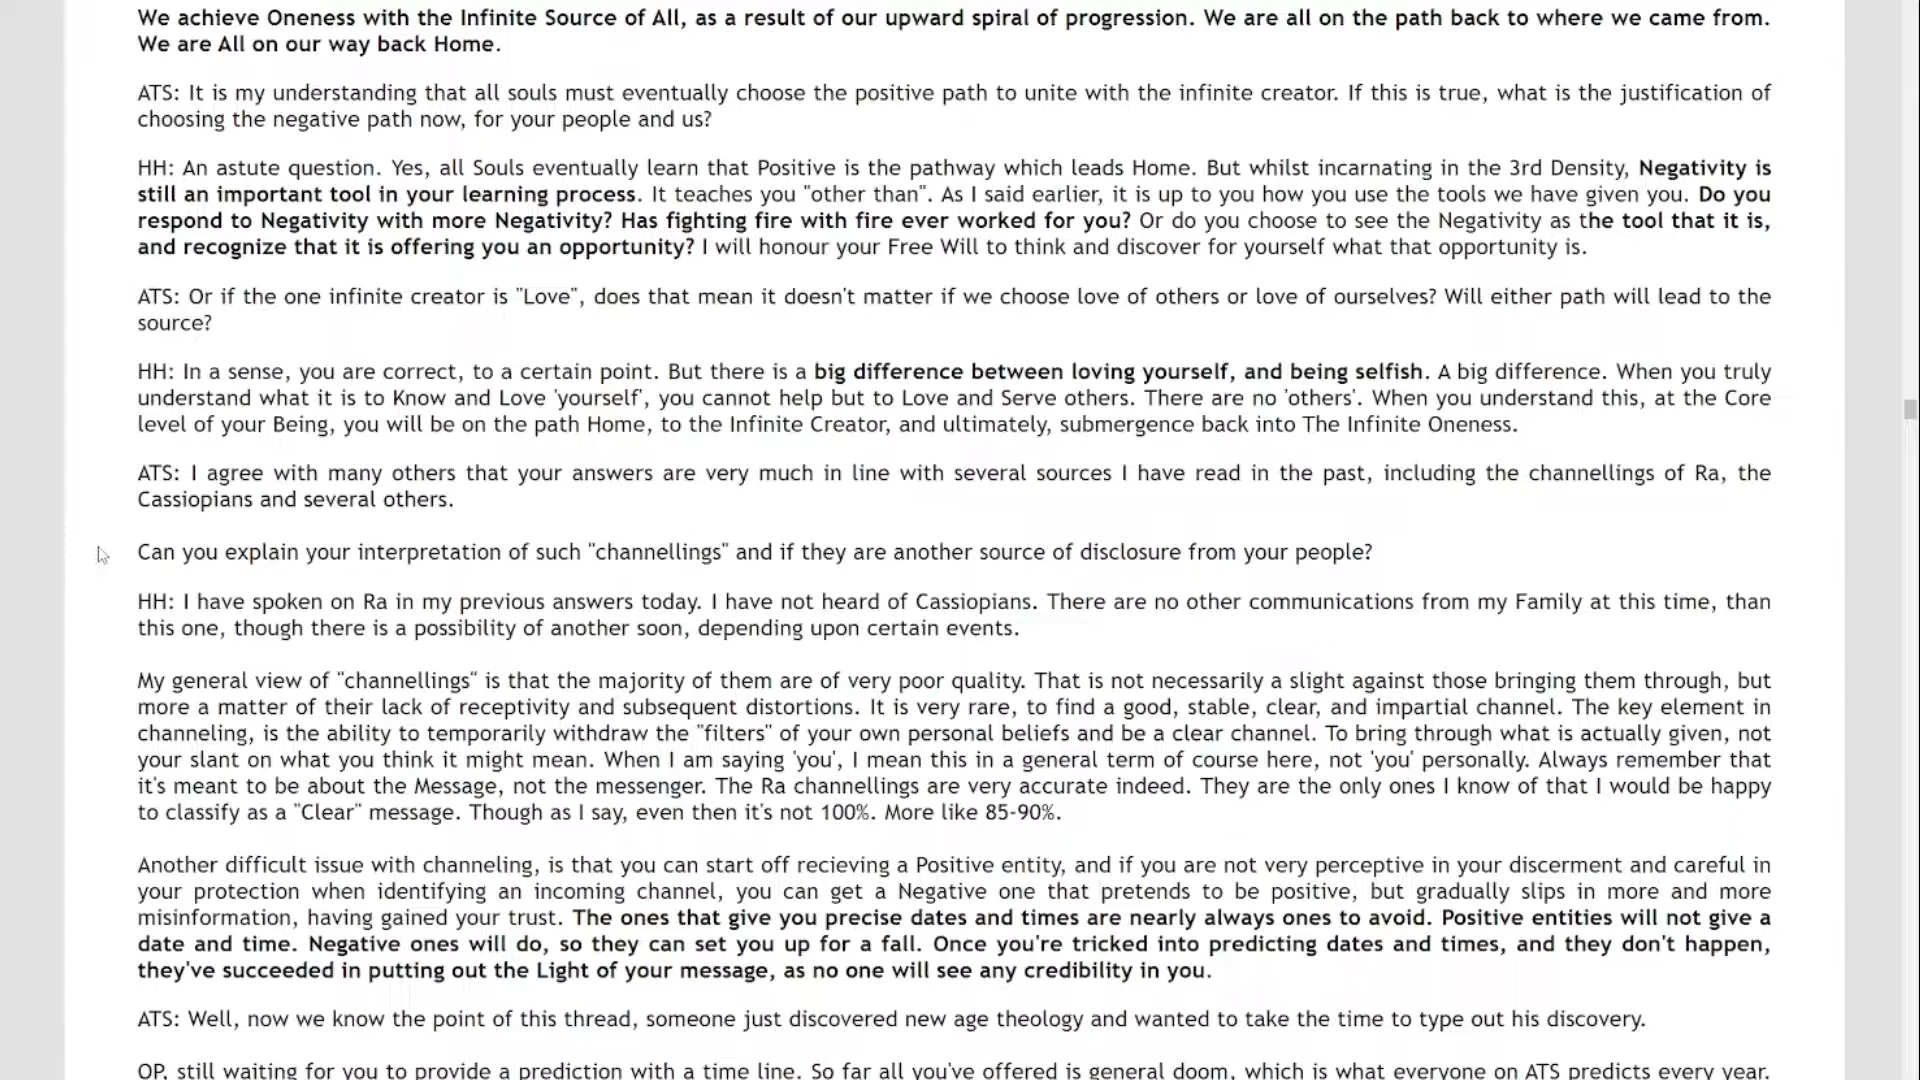 We achieve Oneness with the Infinite Source of All, as a result of our upward spiral of progression. We are all on the path back to where we came from.
We are All on our way back Home.
ATS: It is my understanding that all souls must eventually choose the positive path to unite with the infinite creator. If this is true, what is the justification of
choosing the negative path now, for your people and us?
HH: An astute question. Yes, all Souls eventually learn that Positive is the pathway which leads Home. But whilst incarnating in the 3rd Density, Negativity is
still an important tool in your learning process. It teaches you "other than". As I said earlier, it is up to you how you use the tools we have given you. Do you
respond to Negativity with more Negativity? Has fighting fire with fire ever worked for you? Or do you choose to see the Negativity as the tool that it is,
and recognize that it is offering you an opportunity? I will honour your Free Will to think and discover for yourself what that opportunity is.
ATS: Or if the one infinite creator is "Love", does that mean it doesn't matter if we choose love of others or love of ourselves? Will either path will lead to the
source?
HH: In a sense, you are correct, to a certain point. But there is a big difference between loving yourself, and being selfish. A big difference. When you truly
understand what it is to Know and Love 'yourself', you cannot help but to Love and Serve others. There are no 'others'. When you understand this, at the Core
level of your Being, you will be on the path Home, to the Infinite Creator, and ultimately, submergence back into The Infinite Oneness.
ATS: I agree with many others that your answers are very much in line with several sources I have read in the past, including the channellings of Ra, the
Cassiopians and several others.
Can you explain your interpretation of such "channellings" and if they are another source of disclosure from your people?
HH: I have spoken on Ra in my previous answers today. I have not heard of Cassiopians. There are no other communications from my Family at this time, than
this one, though there is a possibility of another soon, depending upon certain events.
My general view of "channellings" is that the majority of them are of very poor quality. That is not necessarily a slight against those bringing them through, but
more a matter of their lack of receptivity and subsequent distortions. It is very rare, to find a good, stable, clear, and impartial channel. The key element in
channeling, is the ability to temporarily withdraw the "filters" of your own personal beliefs and be a clear channel. To bring through what is actually given, not
your slant on what you think it might mean. When I am saying 'you', I mean this in a general term of course here, not 'you' personally. Always remember that
it's meant to be about the Message, not the messenger. The Ra channellings are very accurate indeed. They are the only ones I know of that I would be happy
to classify as a "Clear" message. Though as I say, even then it's not 100%. More like 85-90%.
Another difficult issue with channeling, is that you can start off recieving a Positive entity, and if you are not very perceptive in your discerment and careful in
your protection when identifying an incoming channel, you can get a Negative one that pretends to be positive, but gradually slips in more and more
misinformation, having gained your trust. The ones that give you precise dates and times are nearly always ones to avoid. Positive entities will not give a
date and time. Negative ones will do, so they can set you up for a fall. Once you're tricked into predicting dates and times, and they don't happen,
they've succeeded in putting out the Light of your message, as no one will see any credibility in you.
ATS: Well, now we know the point of this thread, someone just discovered new age theology and wanted to take the time to type out his discovery.
OP, still waiting for you to provide a prediction with a time line. So far all you've offered is general doom, which is what everyone on ATS predicts every year.